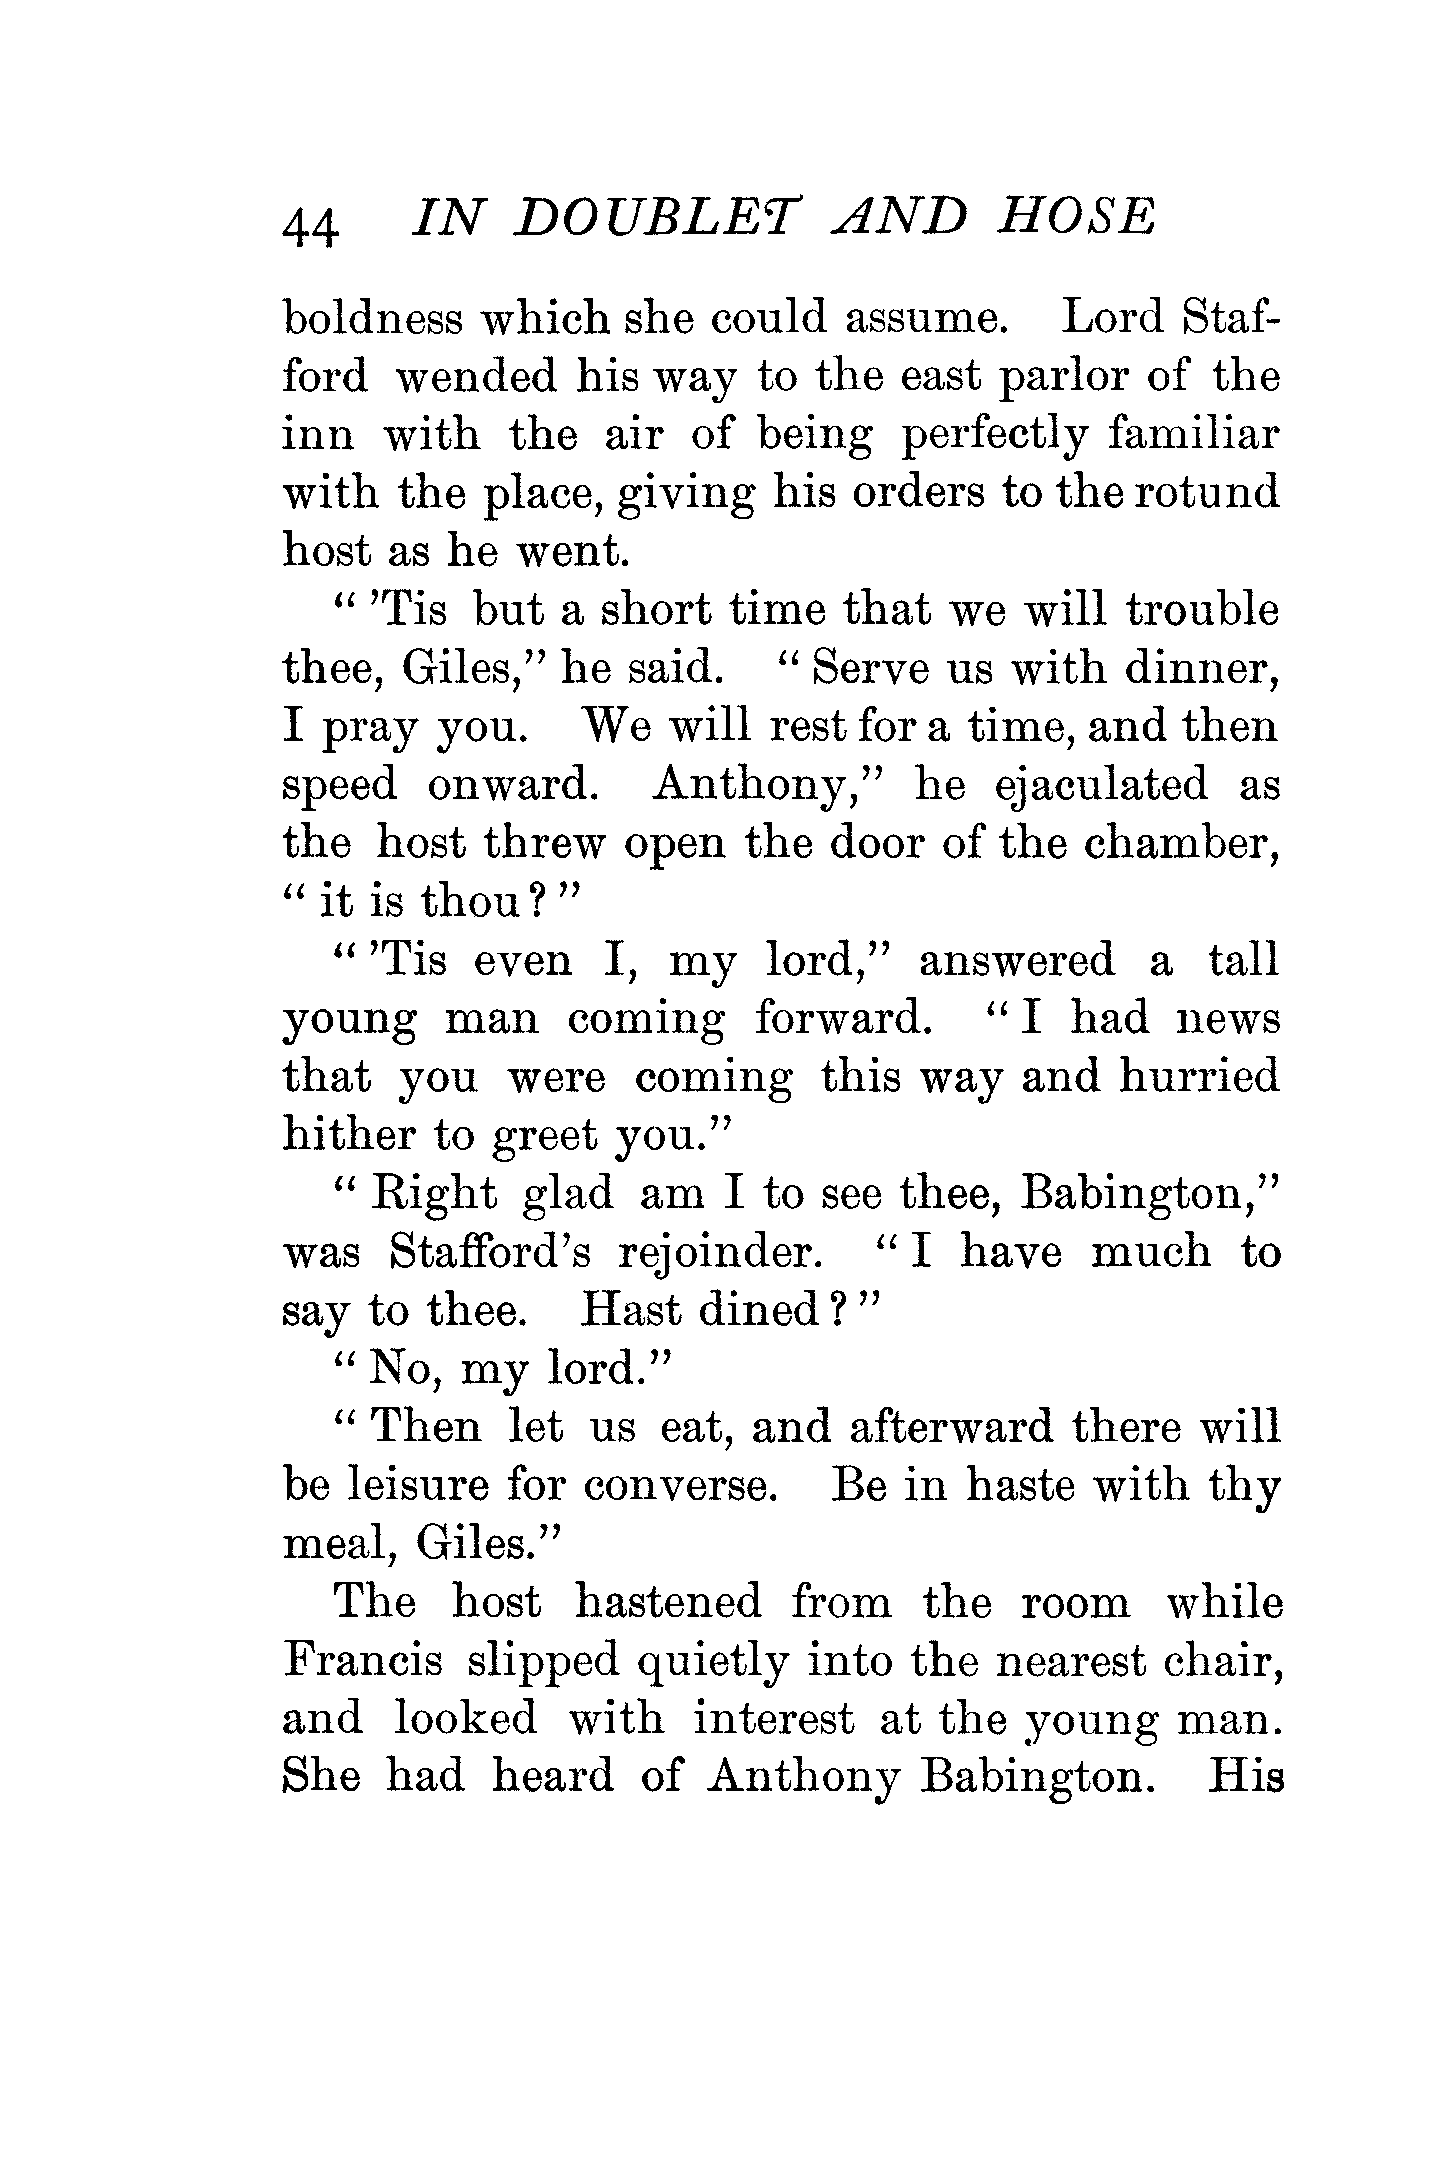 44 IN DOUBLET AND HOSE
boldness which she could assume. Lord Staf-
ford wended his way to the east parlor of the
inn with the air of being perfectly familiar
with the place, giving his orders to the rotund
host as he went.
“ ’Tis but a short time that we will trouble
thee, Giles,” he said. “ Serve us with dinner,
I pray you. We will rest for a time, and then
speed onward. Anthony,” he ejaculated as
the host threw open the door of the chamber,
“ it is thou ? ”
“ ’Tis even I, my lord,” answered a tall
young man coming forward. “ I had news
that you were coming this way and hurried
hither to greet you.”
“ Right glad am I to see thee, Babington,”
was Stafford’s rejoinder. “ I have much to
say to thee. Hast dined ? ”
“ No, my lord.”
“ Then let us eat, and afterward there will
be leisure for converse. Be in haste with thy
meal, Giles.”
The host hastened from the room while
Francis slipped quietly into the nearest chair,
and looked with interest at the young man.
She had heard of Anthony Babington. His